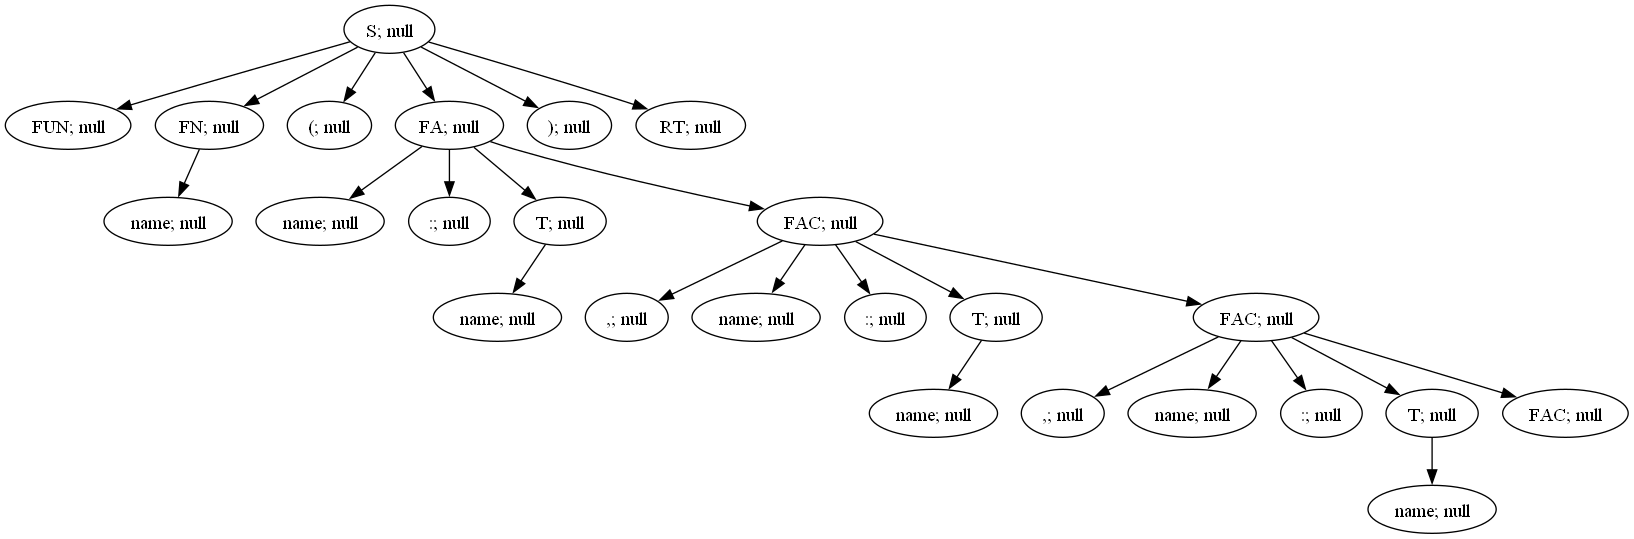 S; null
FUN; null
FN; null
(; null
FA; null
); null
RT; null
name; null
name; null
:; null
T; null
FAC; null
name; null
,; null
name; null
:; null
T; null
FAC; null
name; null
,; null
name; null
:; null
T; null
FAC; null
name; null